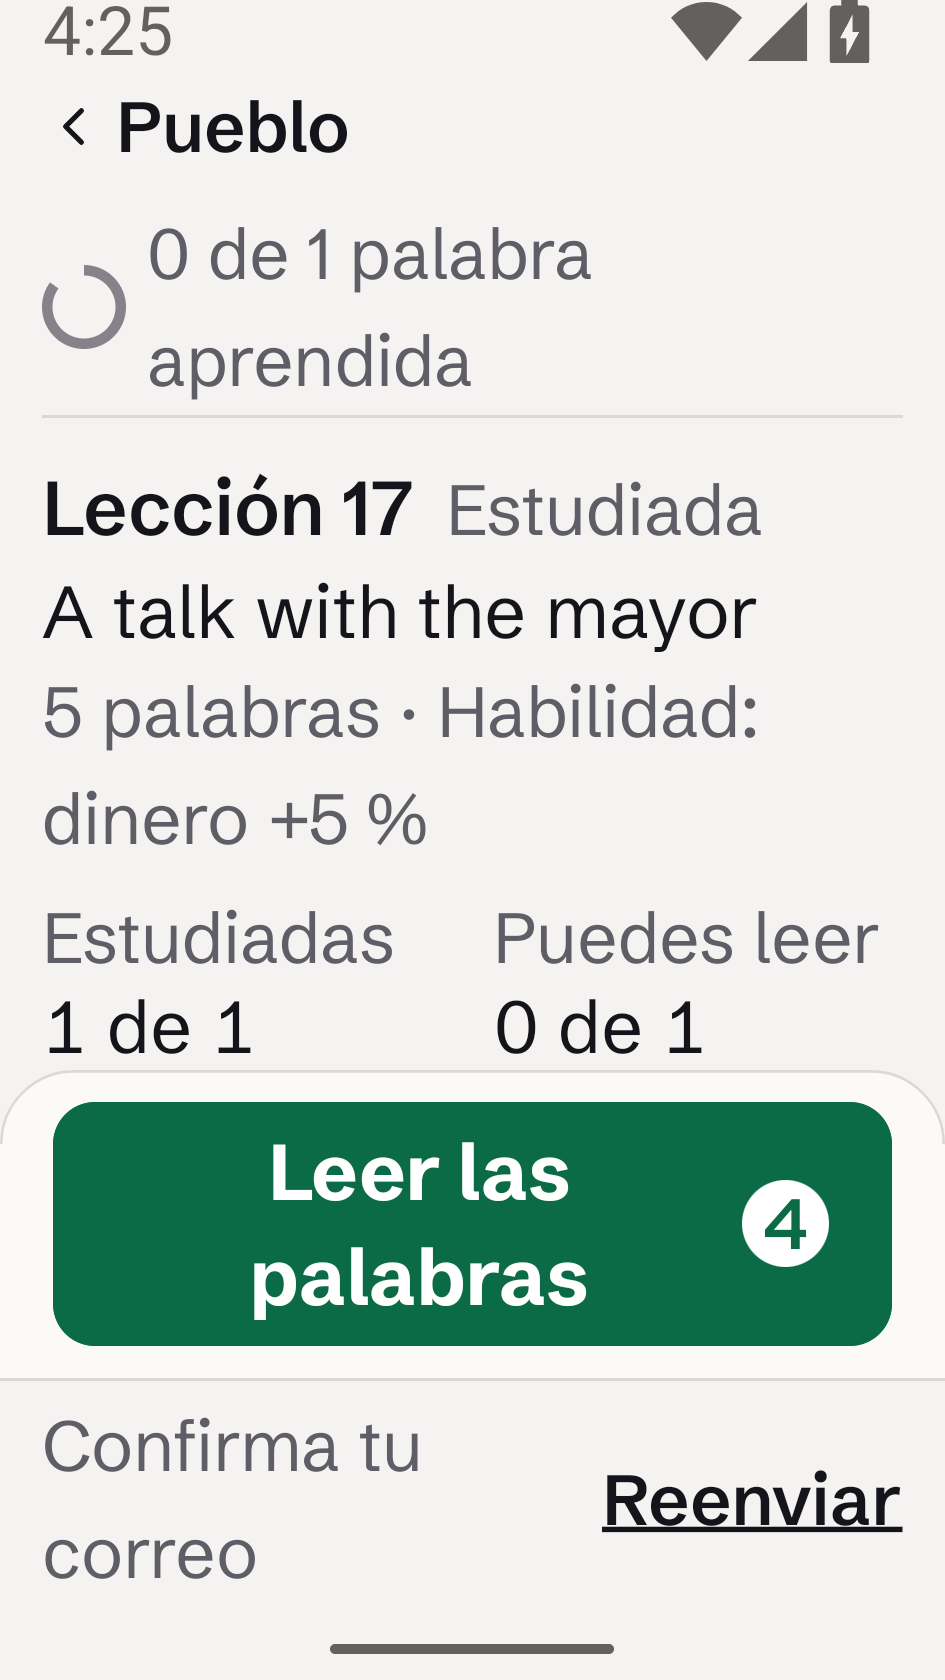 4:25
Pueblo
0 de 1 palabra
aprendida
Lección 17 Estudiada
A talk with the mayor
5 palabras · Habilidad:
dinero +5 %
Estudiadas Puedes leer
1 de 1 0 de 1
Leer las
palabras
4
Confirma tu
correo
Reenviar